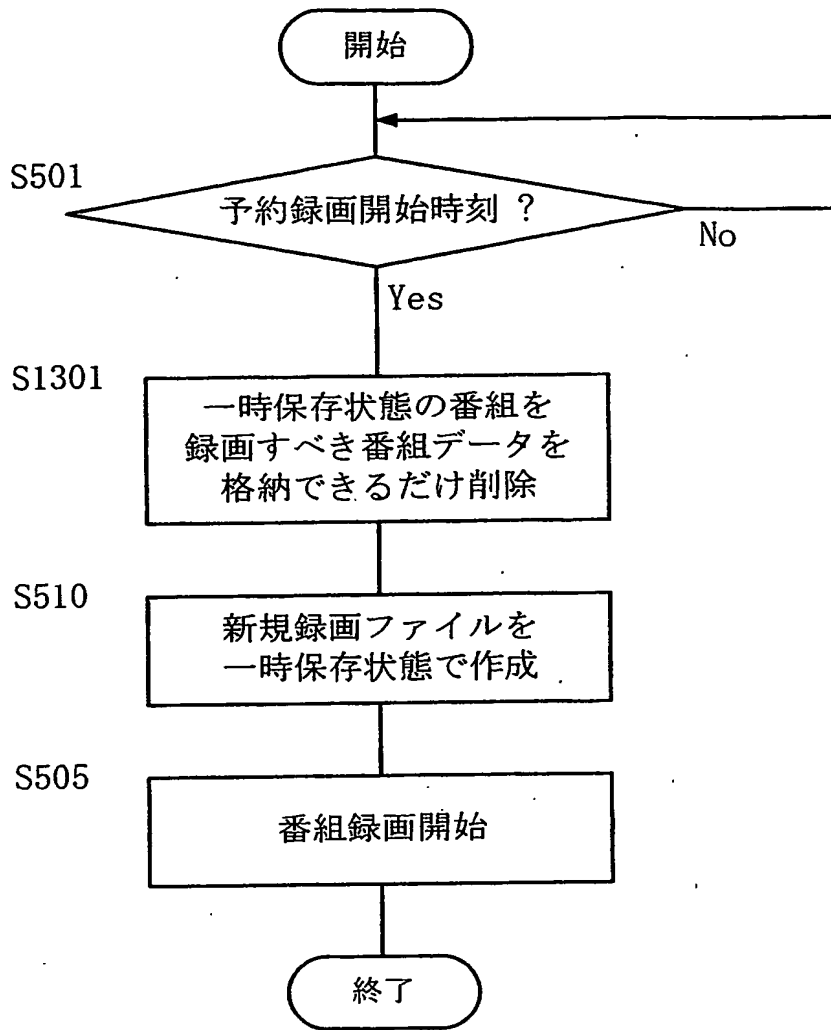 開始
S501
予約録画開始時刻 ?
No
Yes
S1301
一時保存状態の番組を
録画すべき番組データを
格納できるだけ削除
S510
新規録画ファイルを
一時保存状態で作成
S505
番組録画開始
終了